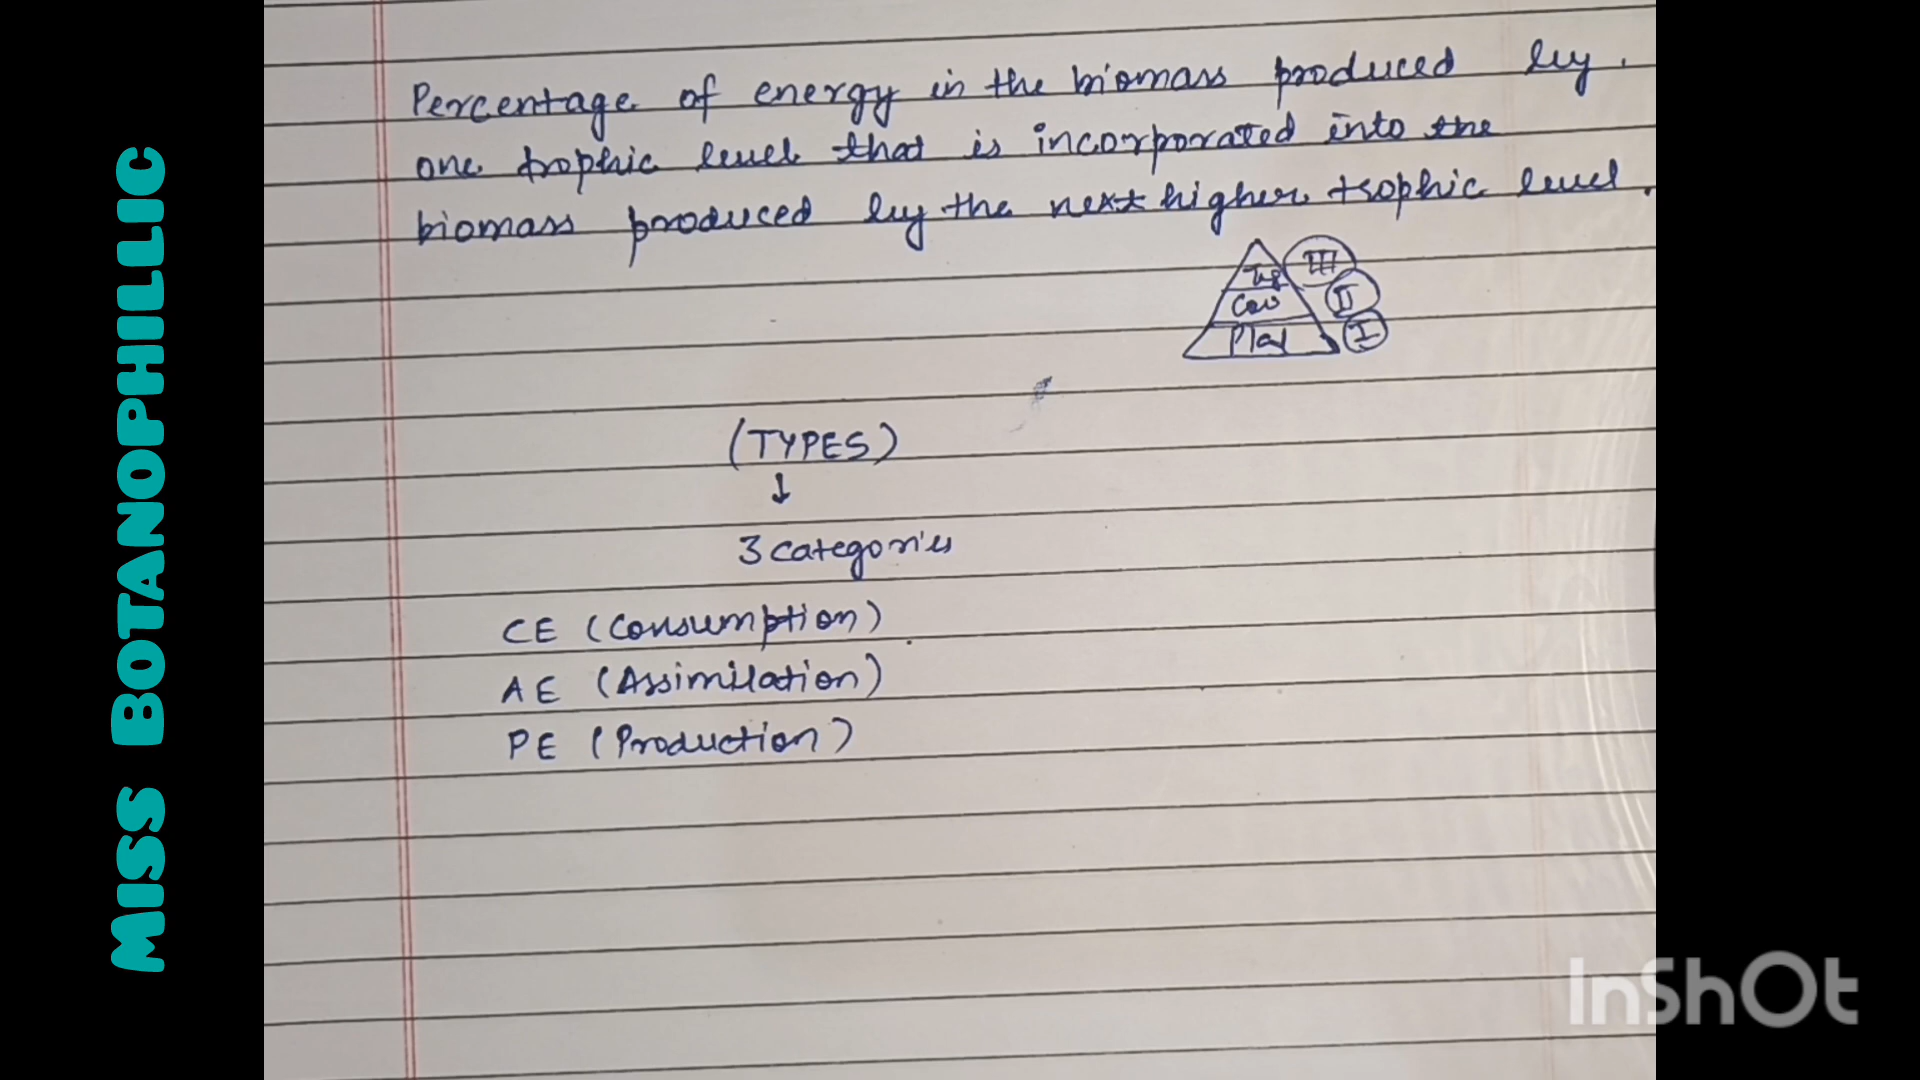 MISS BOTANOPHILLIC
Percentage of energy in the biomass produced by
one trophic level that is incorporated into the
biomass produced by the next higher trophic level.
III
Cow II
I
(TYPES)
↓
3 categories
CE (Consumption)
AE (Assimilation)
PE (Production)
InShOt